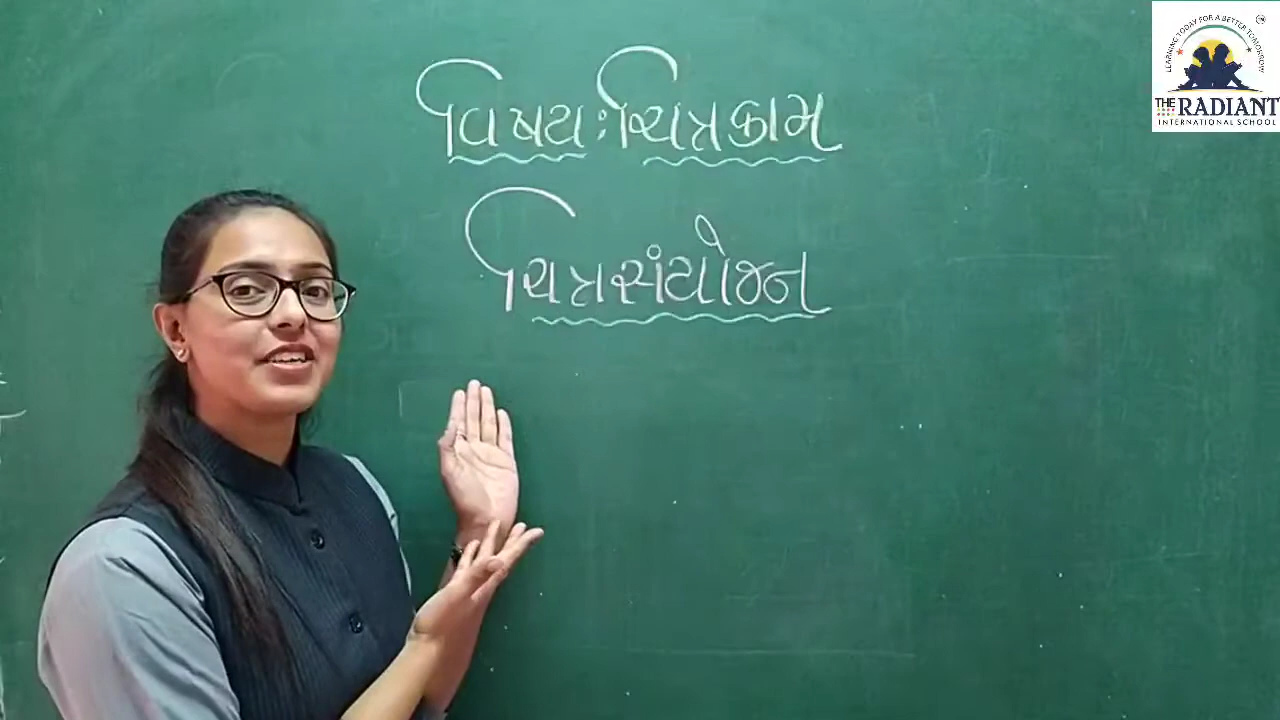 વિષય : ચિત્રકામ
ચિત્રસંયોજન
LEARNING TODAY FOR A BETTER TOMORROW
THE RADIANT
INTERNATIONAL SCHOOL